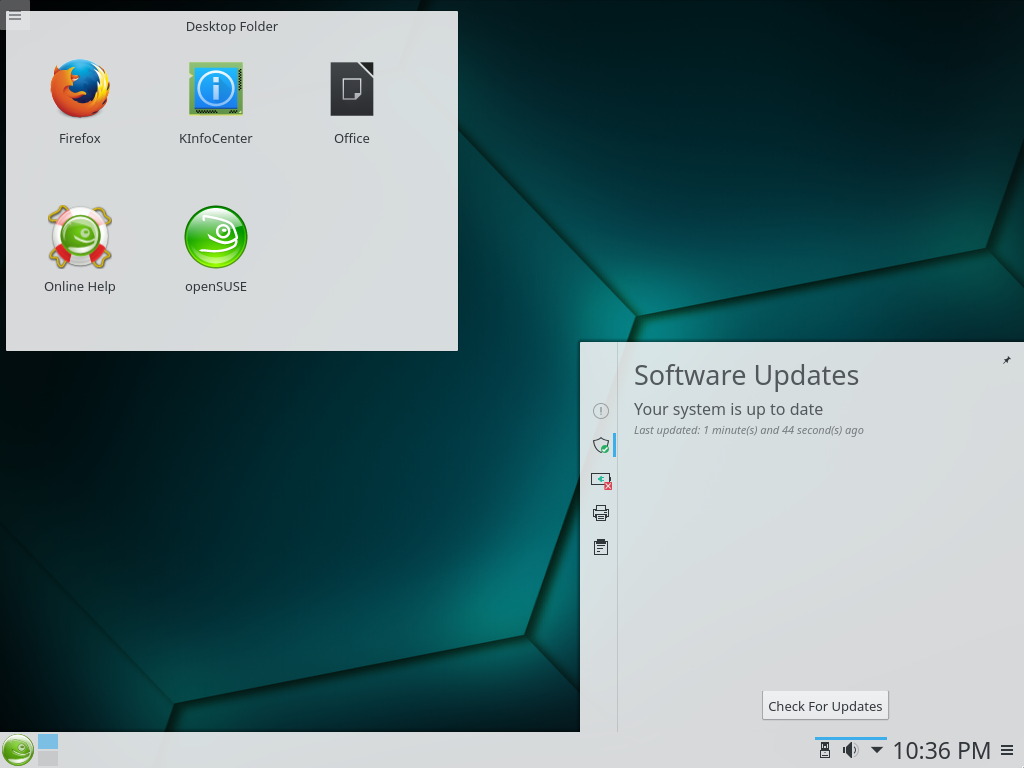 Desktop Folder
Firefox
KInfoCenter
Office
Online Help
openSUSE
Software Updates
Your system is up to date
Last updated: 1 minute(s) and 44 second(s) ago
Check For Updates
10:36 PM